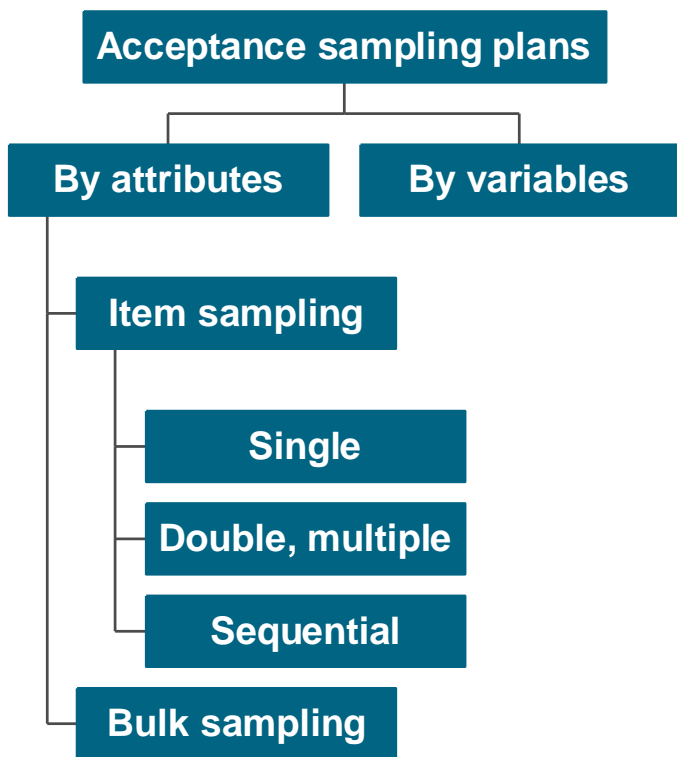 Acceptance sampling plans
By attributes
By variables
Item sampling
Single
Double, multiple
Sequential
Bulk sampling